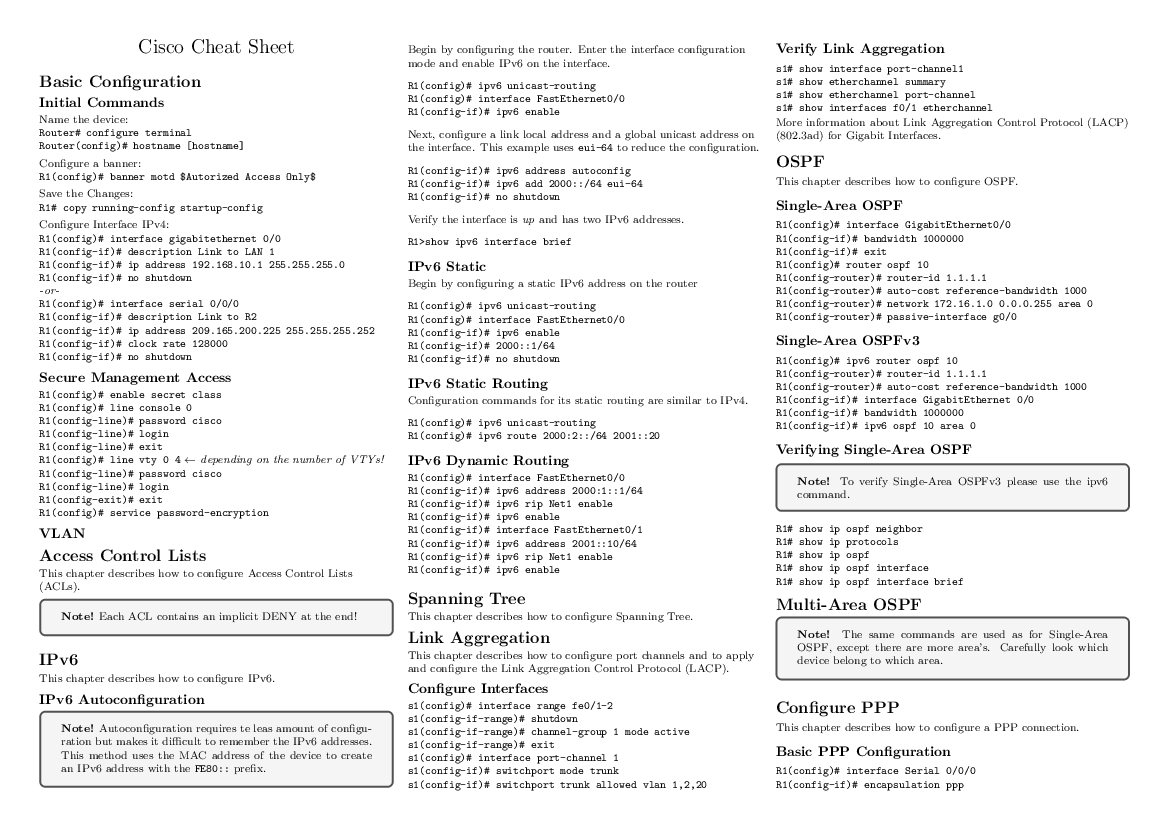 Cisco Cheat Sheet
Basic Configuration
Initial Commands
Name the device:
Router# configure terminal
Router(config)# hostname [hostname]
Configure a banner:
R1(config)# banner motd $Autorized Access Only$
Save the Changes:
R1# copy running-config startup-config
Configure Interface IPv4:
R1(config)# interface gigabitethernet 0/0
R1(config-if)# description Link to LAN 1
R1(config-if)# ip address 192.168.10.1 255.255.255.0
R1(config-if)# no shutdown
-or-
R1(config)# interface serial 0/0/0
R1(config-if)# description Link to R2
R1(config-if)# ip address 209.165.200.225 255.255.255.252
R1(config-if)# clock rate 128000
R1(config-if)# no shutdown
Secure Management Access
R1(config)# enable secret class
R1(config)# line console 0
R1(config-line)# password cisco
R1(config-line)# login
R1(config-line)# exit
R1(config)# line vty 0 4 ← depending on the number of VTYs!
R1(config-line)# password cisco
R1(config-line)# login
R1(config-exit)# exit
R1(config)# service password-encryption
VLAN
Access Control Lists
This chapter describes how to configure Access Control Lists
(ACLs).
Note! Each ACL contains an implicit DENY at the end!
IPv6
This chapter describes how to configure IPv6.
IPv6 Autoconfiguration
Note! Autoconfiguration requires te leas amount of configu-
ration but makes it difficult to remember the IPv6 addresses.
This method uses the MAC address of the device to create
an IPv6 address with the FE80:: prefix.
Begin by configuring the router. Enter the interface configuration
mode and enable IPv6 on the interface.
R1(config)# ipv6 unicast-routing
R1(config)# interface FastEthernet0/0
R1(config-if)# ipv6 enable
Next, configure a link local address and a global unicast address on
the interface. This example uses eui-64 to reduce the configuration.
R1(config-if)# ipv6 address autoconfig
R1(config-if)# ipv6 add 2000::/64 eui-64
R1(config-if)# no shutdown
Verify the interface is up and has two IPv6 addresses.
R1>show ipv6 interface brief
IPv6 Static
Begin by configuring a static IPv6 address on the router
R1(config)# ipv6 unicast-routing
R1(config)# interface FastEthernet0/0
R1(config-if)# ipv6 enable
R1(config-if)# 2000::1/64
R1(config-if)# no shutdown
IPv6 Static Routing
Configuration commands for its static routing are similar to IPv4.
R1(config)# ipv6 unicast-routing
R1(config)# ipv6 route 2000:2::/64 2001::20
IPv6 Dynamic Routing
R1(config)# interface FastEthernet0/0
R1(config-if)# ipv6 address 2000:1::1/64
R1(config-if)# ipv6 rip Net1 enable
R1(config-if)# ipv6 enable
R1(config-if)# interface FastEthernet0/1
R1(config-if)# ipv6 address 2001::10/64
R1(config-if)# ipv6 rip Net1 enable
R1(config-if)# ipv6 enable
Spanning Tree
This chapter describes how to configure Spanning Tree.
Link Aggregation
This chapter describes how to configure port channels and to apply
and configure the Link Aggregation Control Protocol (LACP).
Configure Interfaces
s1(config)# interface range fe0/1-2
s1(config-if-range)# shutdown
s1(config-if-range)# channel-group 1 mode active
s1(config-if-range)# exit
s1(config)# interface port-channel 1
s1(config-if)# switchport mode trunk
s1(config-if)# switchport trunk allowed vlan 1,2,20
Verify Link Aggregation
s1# show interface port-channel1
s1# show etherchannel summary
s1# show etherchannel port-channel
s1# show interfaces f0/1 etherchannel
More information about Link Aggregation Control Protocol (LACP)
(802.3ad) for Gigabit Interfaces.
OSPF
This chapter describes how to configure OSPF.
Single-Area OSPF
R1(config)# interface GigabitEthernet0/0
R1(config-if)# bandwidth 1000000
R1(config-if)# exit
R1(config)# router ospf 10
R1(config-router)# router-id 1.1.1.1
R1(config-router)# auto-cost reference-bandwidth 1000
R1(config-router)# network 172.16.1.0 0.0.0.255 area 0
R1(config-router)# passive-interface g0/0
Single-Area OSPFv3
R1(config)# ipv6 router ospf 10
R1(config-router)# router-id 1.1.1.1
R1(config-router)# auto-cost reference-bandwidth 1000
R1(config-if)# interface GigabitEthernet 0/0
R1(config-if)# bandwidth 1000000
R1(config-if)# ipv6 ospf 10 area 0
Verifying Single-Area OSPF
Note! To verify Single-Area OSPFv3 please use the ipv6
command.
R1# show ip ospf neighbor
R1# show ip protocols
R1# show ip ospf
R1# show ip ospf interface
R1# show ip ospf interface brief
Multi-Area OSPF
Note! The same commands are used as for Single-Area
OSPF, except there are more area's. Carefully look which
device belong to which area.
Configure PPP
This chapter describes how to configure a PPP connection.
Basic PPP Configuration
R1(config)# interface Serial 0/0/0
R1(config-if)# encapsulation ppp